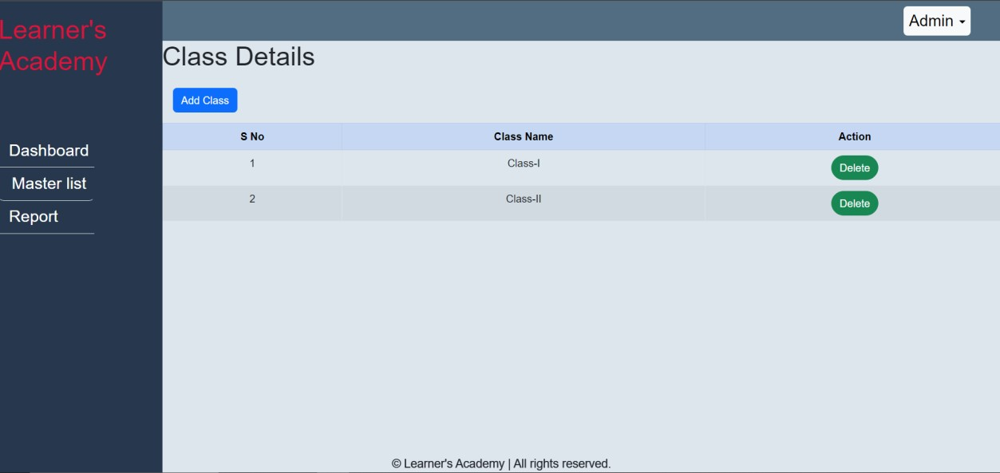 Learner's
Academy
Admin
Class Details
Add Class
Dashboard
Master list
Report
S No Class Name Action
1 Class-I Delete
2 Class-II Delete
© Learner's Academy | All rights reserved.